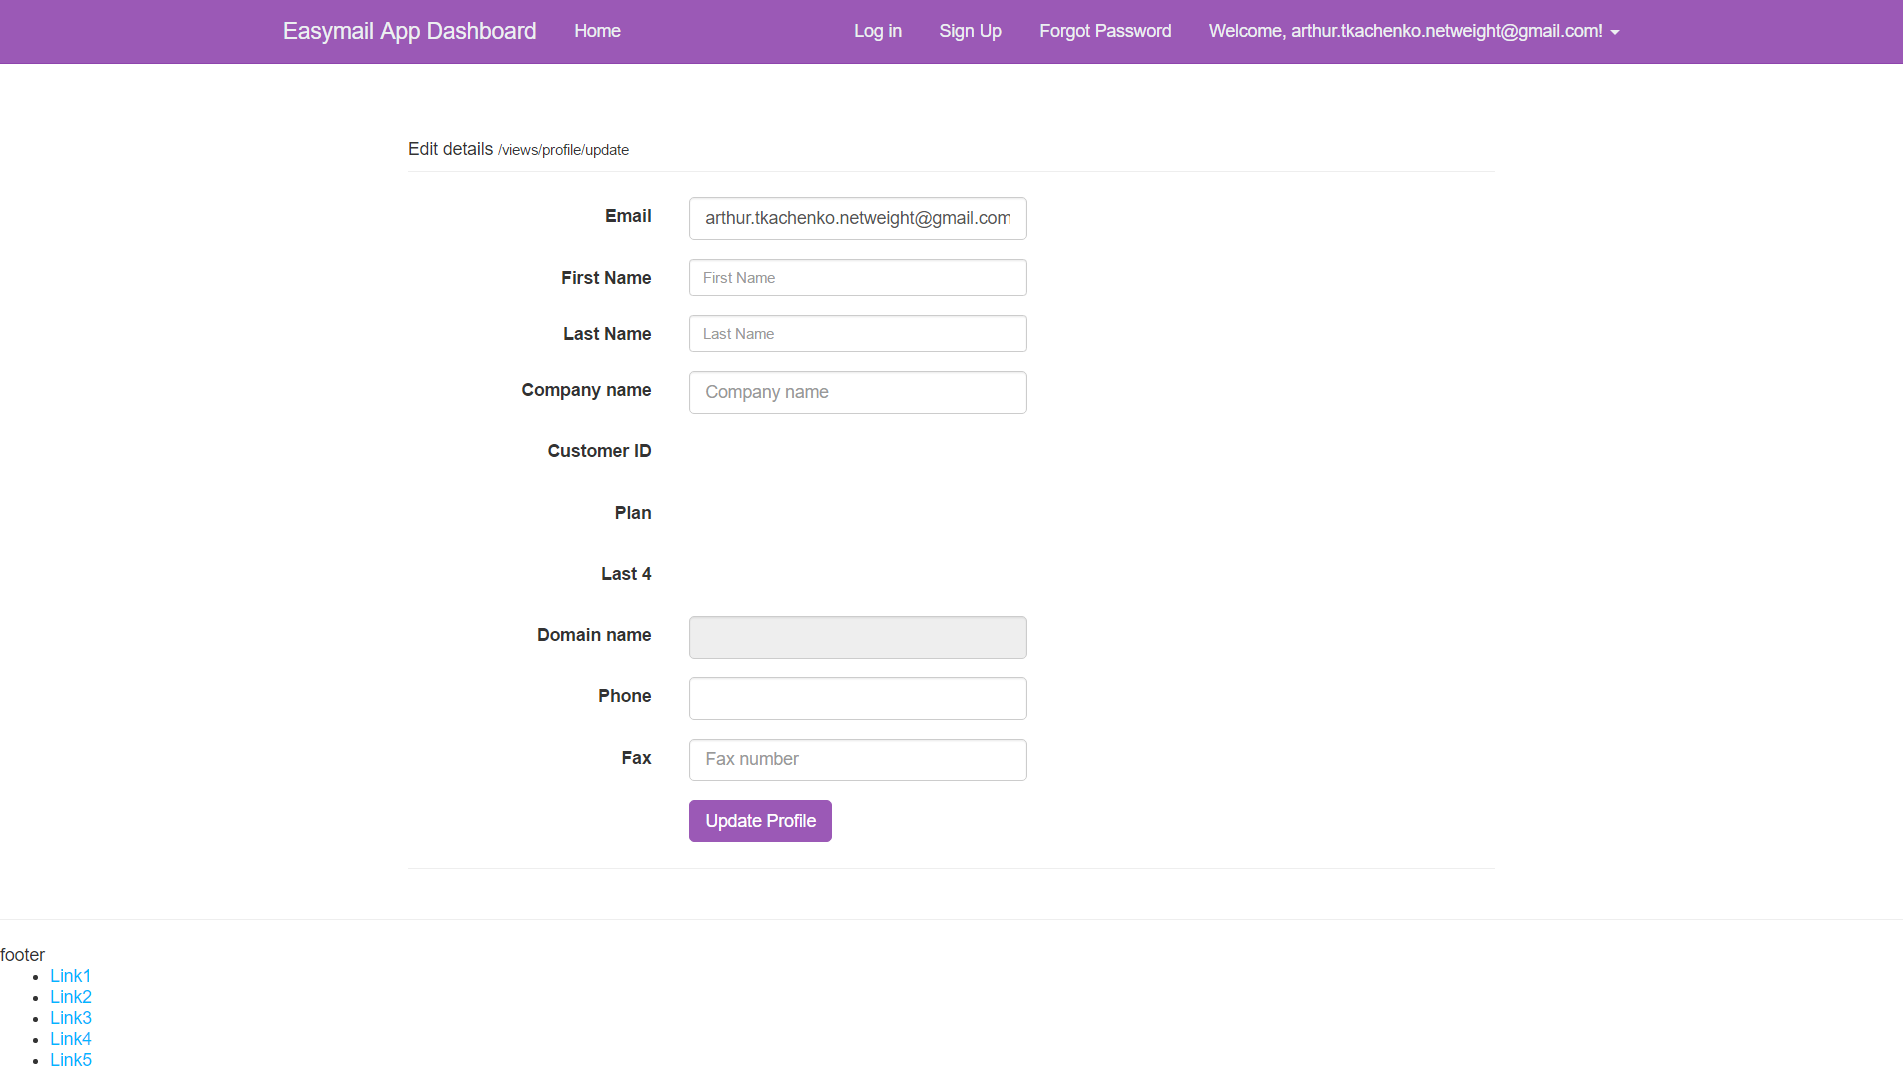 Easymail App Dashboard Home Log in Sign Up Forgot Password Welcome, arthur.tkachenko.netweight@gmail.com!
Edit details /views/profile/update
Email arthur.tkachenko.netweight@gmail.com
First Name First Name
Last Name Last Name
Company name Company name
Customer ID
Plan
Last 4
Domain name
Phone
Fax Fax number
Update Profile
footer
Link1
Link2
Link3
Link4
Link5